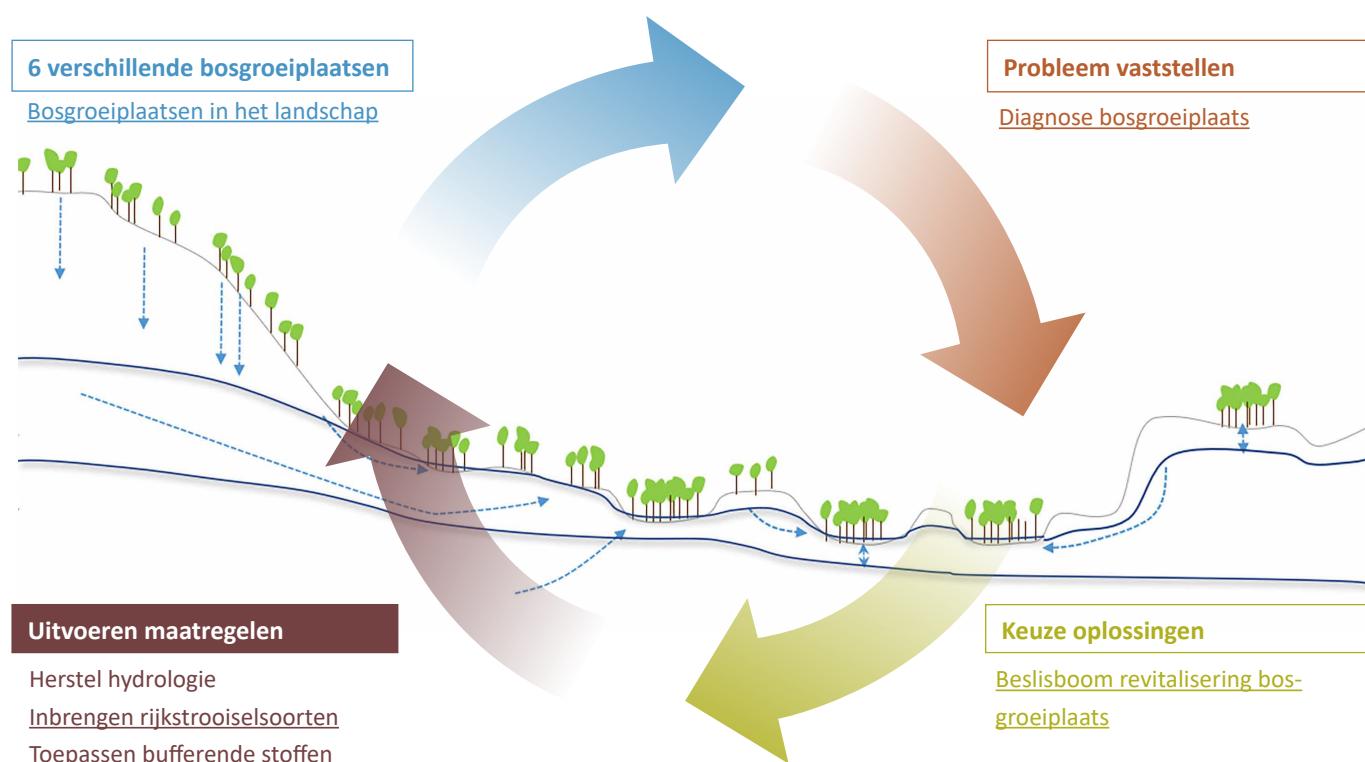 6 verschillende bosgroeiplaatsen
Bosgroeiplaatsen in het landschap
Probleem vaststellen
Diagnose bosgroeiplaats
Uitvoeren maatregelen
Herstel hydrologie
Inbrengen rijkstrooiselsoorten
Toepassen bufferende stoffen
Keuze oplossingen
Beslisboom revitalisering bos-
groeiplaats